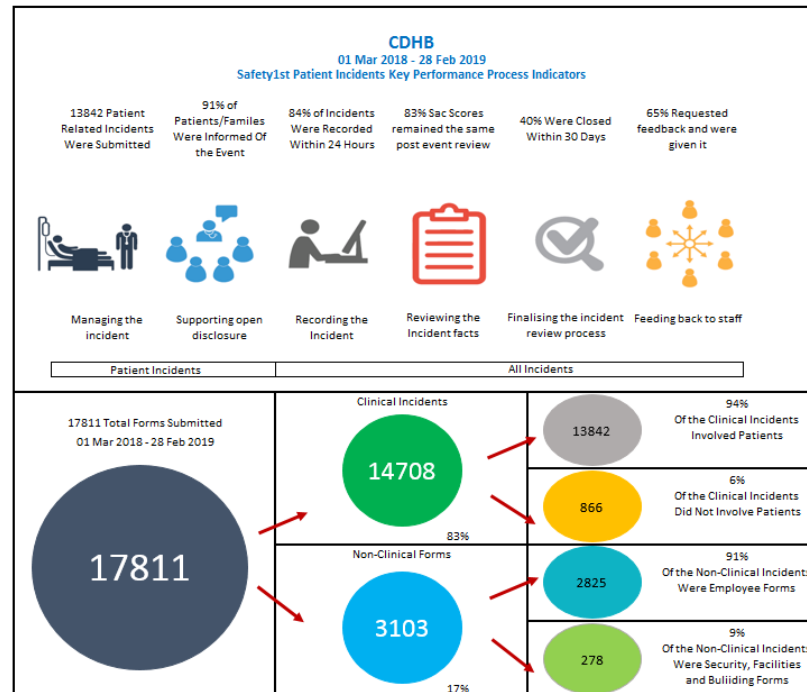 CDHB
01 Mar 2018 - 28 Feb 2019
Safety1st Patient Incidents Key Performance Process Indicators
13842 Patient
Related Incidents
Were Submitted
91% of
Patients/Familes
Were Informed Of
the Event
84% of Incidents
Were Recorded
Within 24 Hours
83% Sac Scores
remained the same
post event review
40% Were Closed
Within 30 Days
65% Requested
feedback and were
given it
Managing the
incident
Supporting open
disclosure
Recording the
Incident
Reviewing the
Incident facts
Finalising the incident
review process
Feeding back to staff
Patient Incidents
All Incidents
17811 Total Forms Submitted
01 Mar 2018 - 28 Feb 2019
17811
Clinical Incidents
14708
83%
Non-Clinical Forms
3103
17%
13842
94%
Of the Clinical Incidents
Involved Patients
866
6%
Of the Clinical Incidents
Did Not Involve Patients
2825
91%
Of the Non-Clinical Incidents
Were Employee Forms
278
9%
Of the Non-Clinical Incidents
Were Security, Facilities
and Buliiding Forms